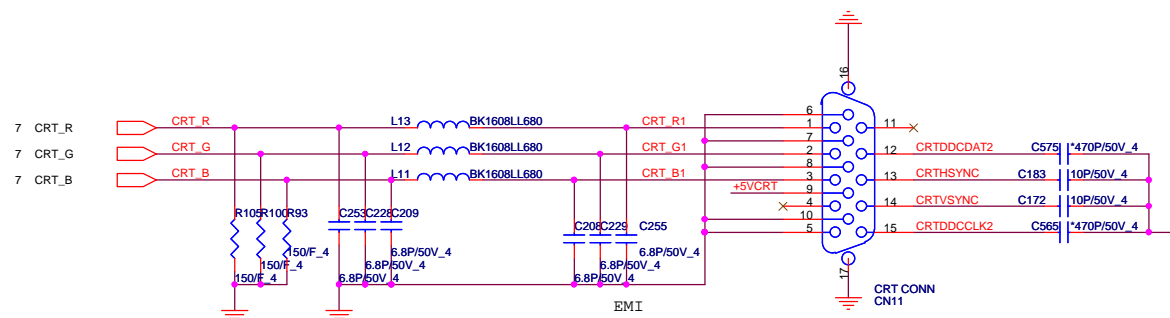 16
6
7 CRT_R
CRT_R
L13
BK1608LL680
CRT_R1
1
11
7
7 CRT_G
CRT_G
L12
BK1608LL680
CRT_G1
2
12
CRTDDCDAT2
C575
*470P/50V_4
8
7 CRT_B
CRT_B
L11
BK1608LL680
CRT_B1
3
13
CRTHSYNC
C183
10P/50V_4
+5VCRT
9
4
14
CRTVSYNC
C172
10P/50V_4
R105
R100
R93
C253
C228
C209
C208
C229
C255
10
5
15
CRTDDCCLK2
C565
*470P/50V_4
150/F_4
150/F_4
150/F_4
6.8P/50V_4
6.8P/50V_4
6.8P/50V_4
6.8P/50V_4
6.8P/50V_4
6.8P/50V_4
17
EMI
CRT CONN
CN11